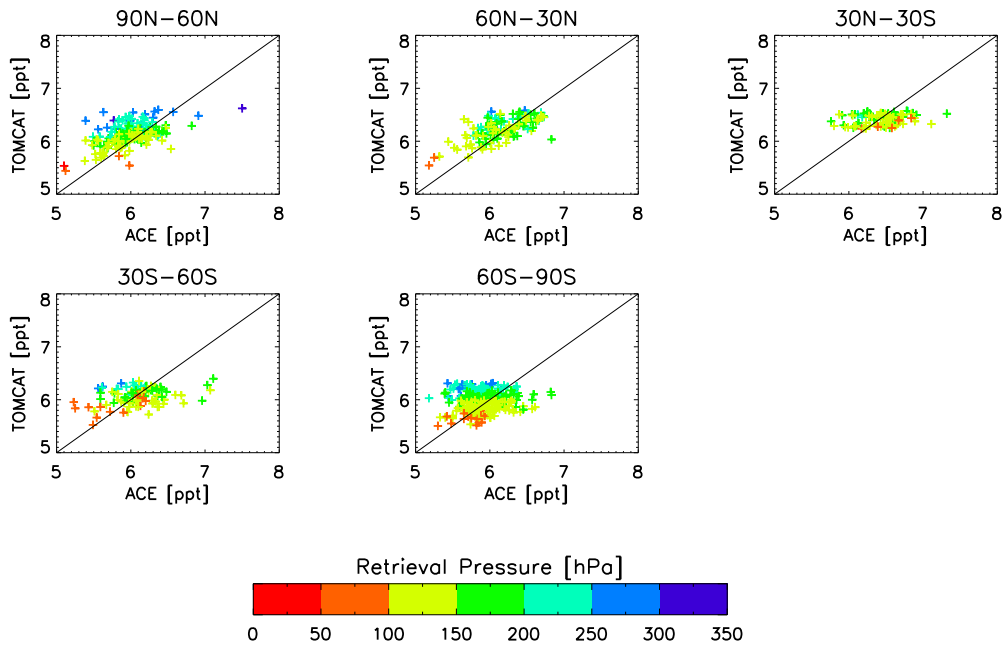 90N−60N
60N−30N
30N−30S
TOMCAT [ppt]
8
7
6
5
5 6 7 8
ACE [ppt]
TOMCAT [ppt]
8
7
6
5
5 6 7 8
ACE [ppt]
TOMCAT [ppt]
8
7
6
5
5 6 7 8
ACE [ppt]
30S−60S
60S−90S
TOMCAT [ppt]
8
7
6
5
5 6 7 8
ACE [ppt]
TOMCAT [ppt]
8
7
6
5
5 6 7 8
ACE [ppt]
Retrieval Pressure [hPa]
0 50 100 150 200 250 300 350